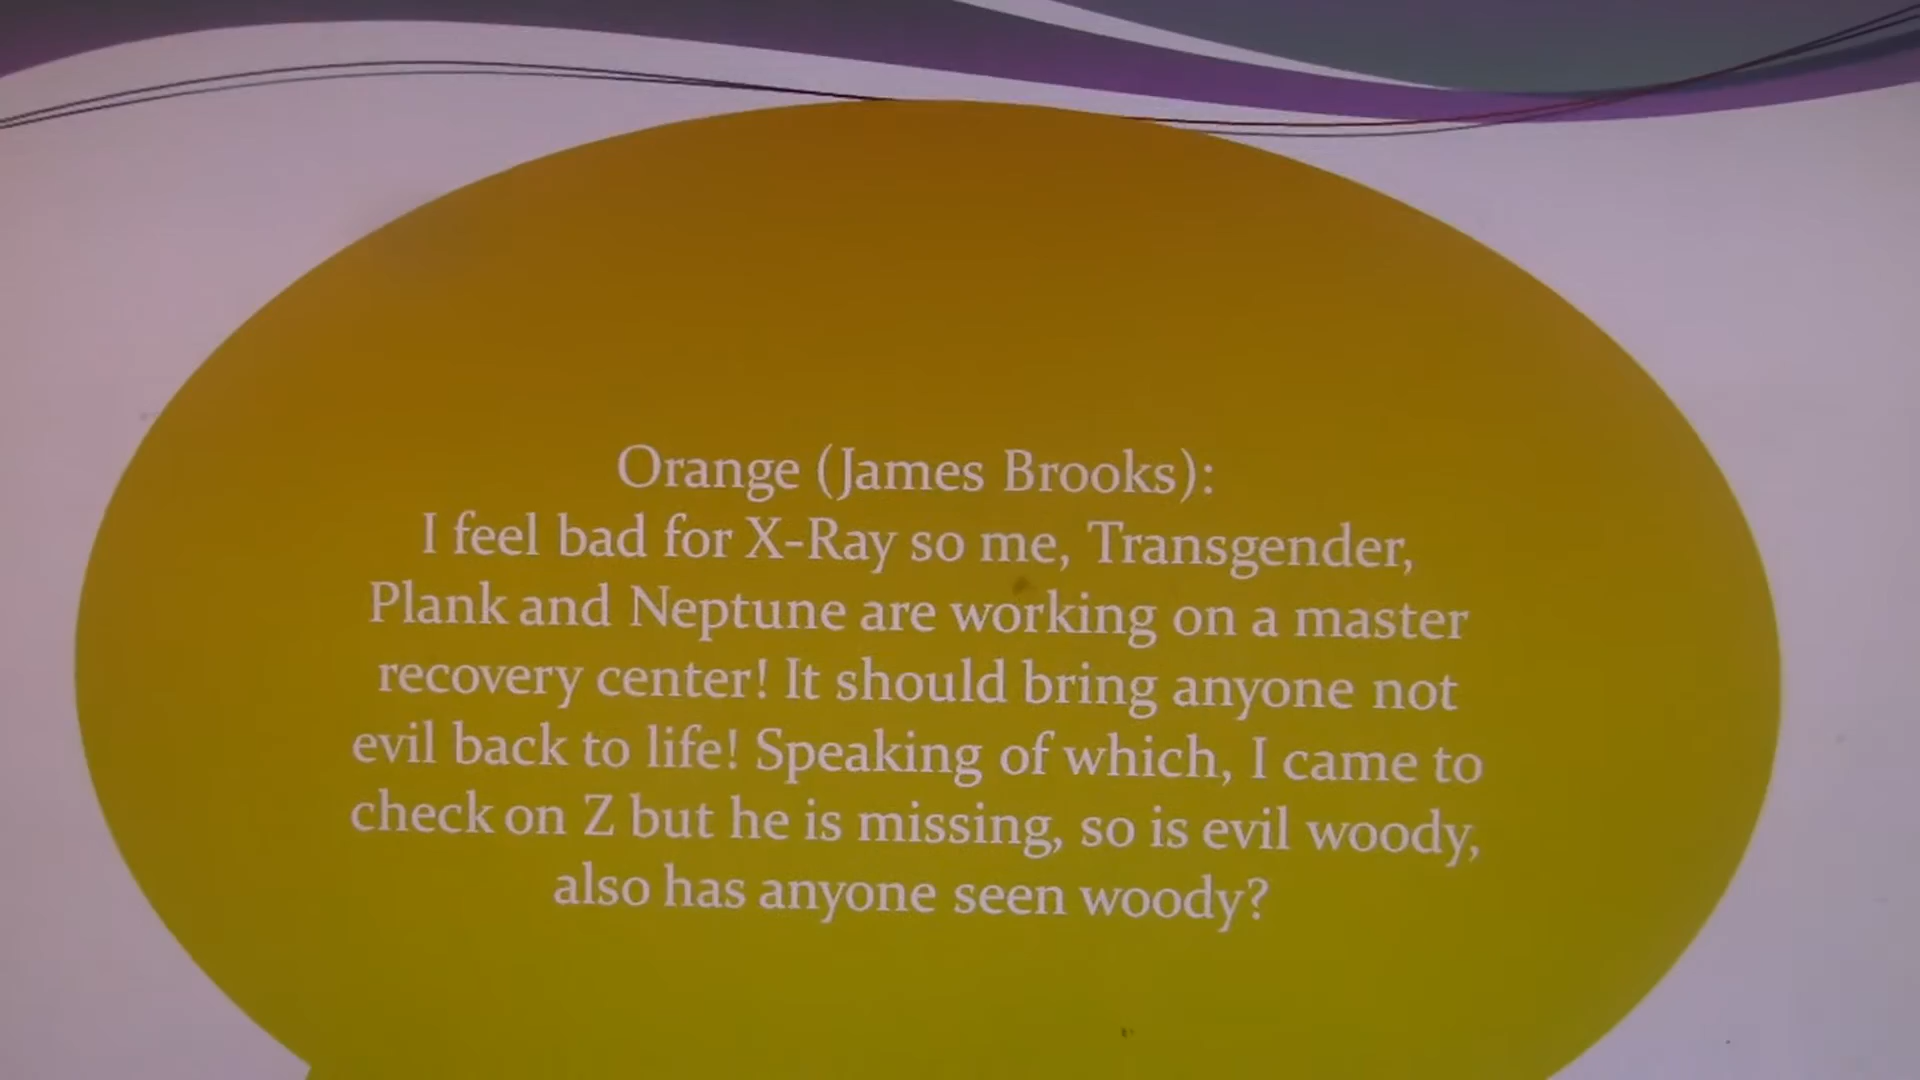 Orange (James Brooks):
I feel bad for X-Ray so me, Transgender,
Plank and Neptune are working on a master
recovery center! It should bring anyone not
evil back to life! Speaking of which, I came to
check on Z but he is missing, so is evil woody,
also has anyone seen woody?